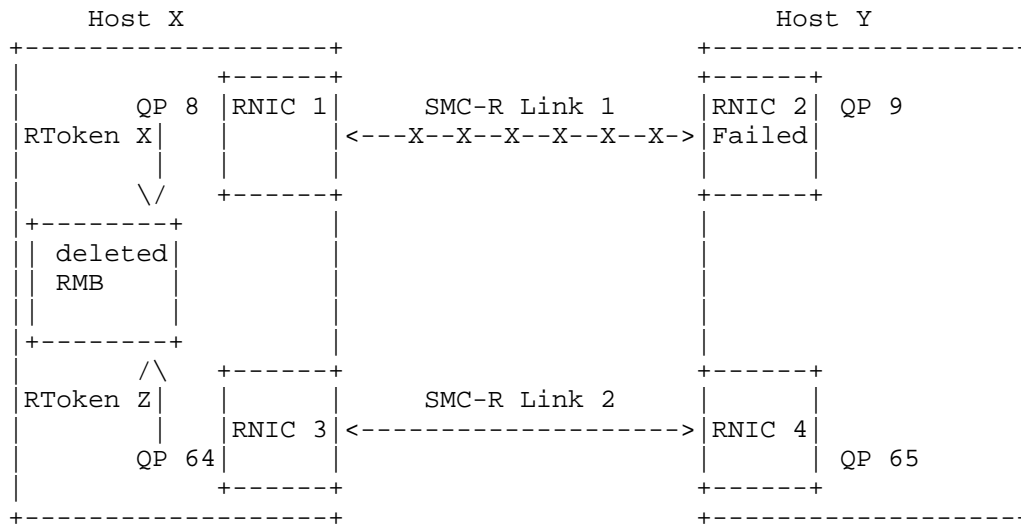 Host X Host Y
QP 8 RNIC 1 SMC-R Link 1 RNIC 2 QP 9
RToken X <---X--X--X--X--X--X-> Failed
deleted
RMB
RToken Z SMC-R Link 2
RNIC 3 <--------------------> RNIC 4
QP 64 QP 65